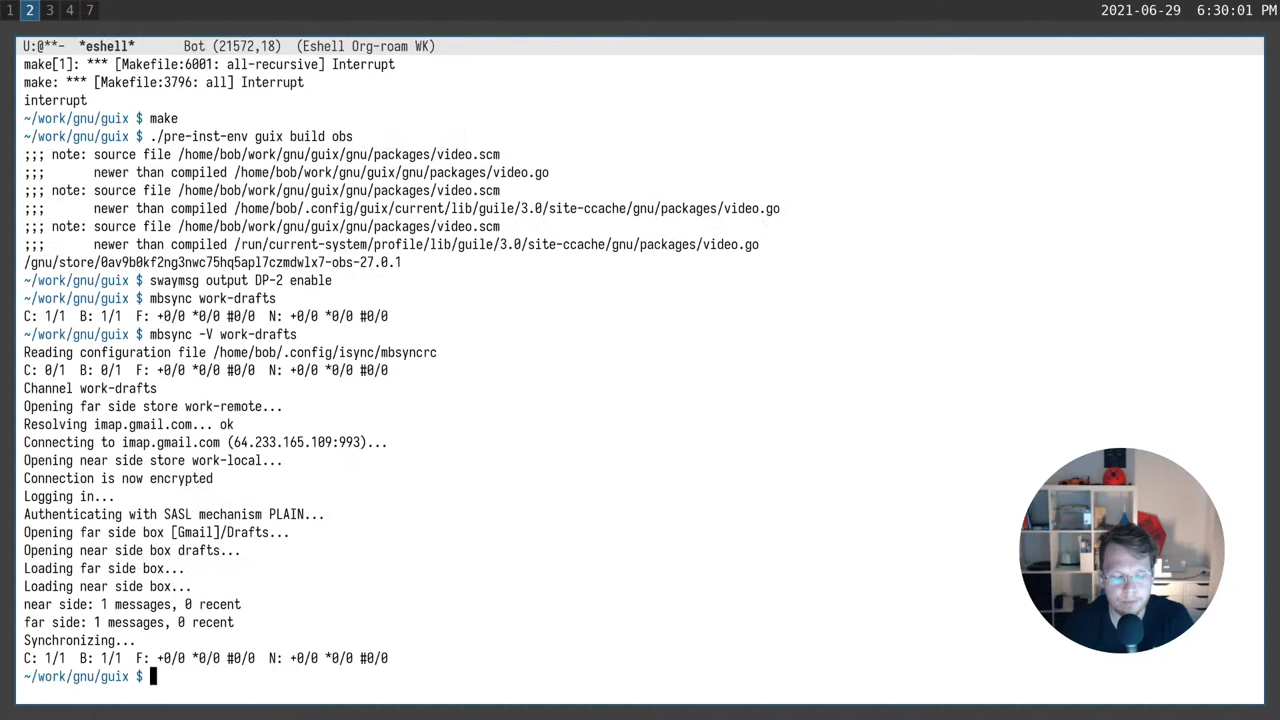 1 2 3 4 7
2021-06-29 6:30:01 PM
U:@**- *eshell* Bot (21572,18) (Eshell Org-roam WK)
make[1]: *** [Makefile:6001: all-recursive] Interrupt
make: *** [Makefile:3796: all] Interrupt
interrupt
~/work/gnu/guix $ make
~/work/gnu/guix $ ./pre-inst-env guix build obs
;;; note: source file /home/bob/work/gnu/guix/gnu/packages/video.scm
;;; newer than compiled /home/bob/work/gnu/guix/gnu/packages/video.go
;;; note: source file /home/bob/work/gnu/guix/gnu/packages/video.scm
;;; newer than compiled /home/bob/.config/guix/current/lib/guile/3.0/site-ccache/gnu/packages/video.go
;;; note: source file /home/bob/work/gnu/guix/gnu/packages/video.scm
;;; newer than compiled /run/current-system/profile/lib/guile/3.0/site-ccache/gnu/packages/video.go
/gnu/store/0av9b0kf2ng3nwc75hq5apl7czmdwlx7-obs-27.0.1
~/work/gnu/guix $ swaymsg output DP-2 enable
~/work/gnu/guix $ mbsync work-drafts
C: 1/1 B: 1/1 F: +0/0 *0/0 #0/0 N: +0/0 *0/0 #0/0
~/work/gnu/guix $ mbsync -V work-drafts
Reading configuration file /home/bob/.config/isync/mbsyncrc
C: 0/1 B: 0/1 F: +0/0 *0/0 #0/0 N: +0/0 *0/0 #0/0
Channel work-drafts
Opening far side store work-remote...
Resolving imap.gmail.com... ok
Connecting to imap.gmail.com (64.233.165.109:993)...
Opening near side store work-local...
Connection is now encrypted
Logging in...
Authenticating with SASL mechanism PLAIN...
Opening far side box [Gmail]/Drafts...
Opening near side box drafts...
Loading far side box...
Loading near side box...
near side: 1 messages, 0 recent
far side: 1 messages, 0 recent
Synchronizing...
C: 1/1 B: 1/1 F: +0/0 *0/0 #0/0 N: +0/0 *0/0 #0/0
~/work/gnu/guix $